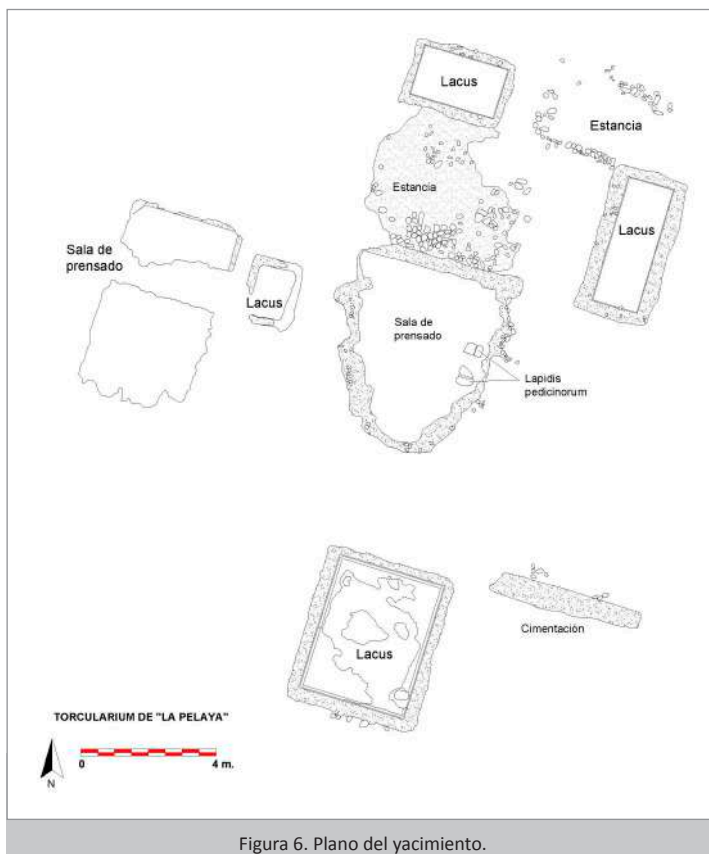 Lacus
Estancia
Estancia
Lacus
Sala de
prensado
Lacus
Sala de
prensado
Lapidis
pedicinorum
Lacus
Cimentación
TORCULARIUM DE "LA PELAYA"
N
0
4 m.
Figura 6. Plano del yacimiento.